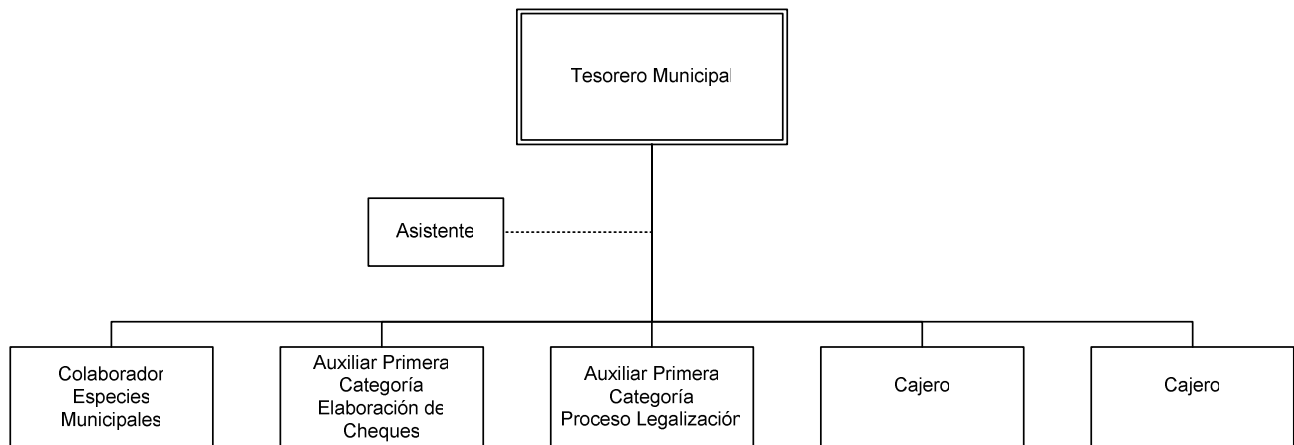 Tesorero Municipal
Asistente
Colaborador
Especies
Municipales
Auxiliar Primera
Categoría
Elaboración de
Cheques
Auxiliar Primera
Categoría
Proceso Legalización
Cajero
Cajero